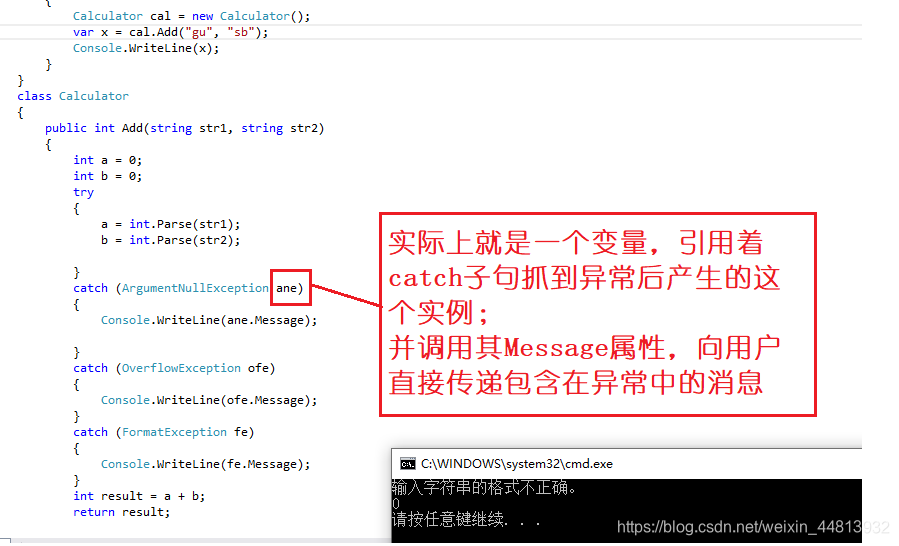 {
Calculator cal = new Calculator();
var x = cal.Add("gu", "sb");
Console.WriteLine(x);
}
}
class Calculator
{
public int Add(string str1, string str2)
{
int a = 0;
int b = 0;
try
{
a = int.Parse(str1);
b = int.Parse(str2);
}
catch (ArgumentNullException ane)
{
Console.WriteLine(ane.Message);
}
catch (OverflowException ofe)
{
Console.WriteLine(ofe.Message);
}
catch (FormatException fe)
{
Console.WriteLine(fe.Message);
}
int result = a + b;
return result;
实际上就是一个变量，引用着
catch子句抓到异常后产生的这
个实例；
并调用其Message属性，向用户
直接传递包含在异常中的消息
C:\WINDOWS\system32\cmd.exe
输入字符串的格式不正确。
0
请按任意键继续. . .
https://blog.csdn.net/weixin_44813932